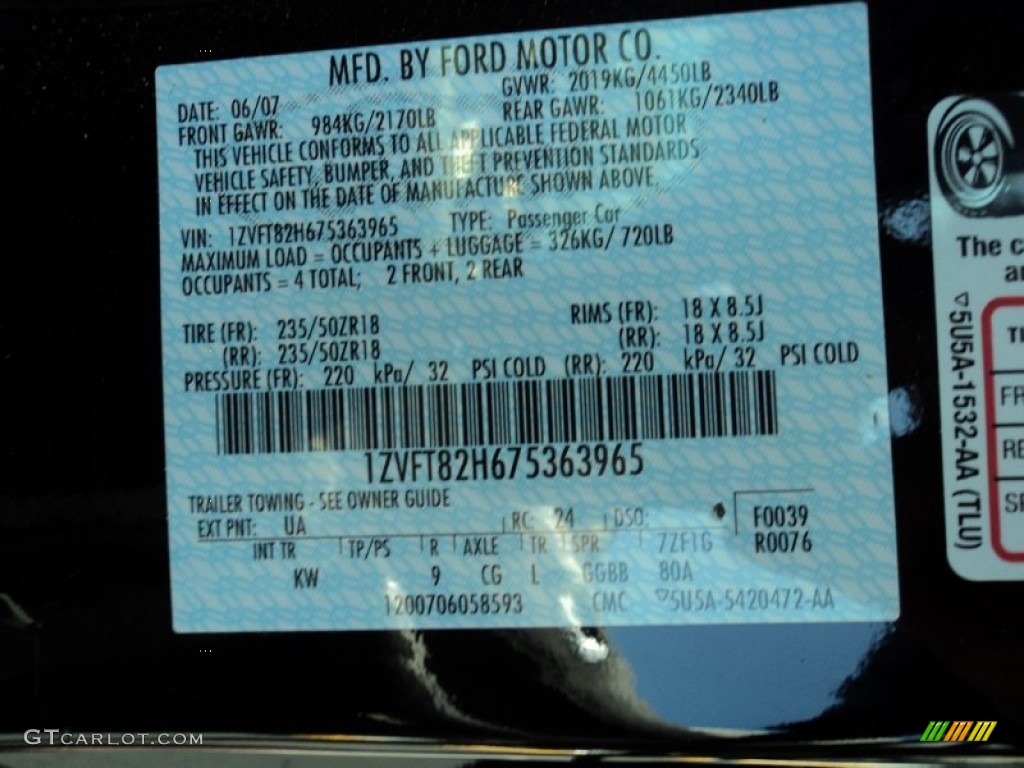 MFD. BY FORD MOTOR CO.
DATE: 06/07
GVWR: 2019KG/4450LB
FRONT GAWR: 984KG/2170LB
REAR GAWR: 1061KG/2340LB
THIS VEHICLE CONFORMS TO ALL APPLICABLE FEDERAL MOTOR
VEHICLE SAFETY, BUMPER, AND THEFT PREVENTION STANDARDS
IN EFFECT ON THE DATE OF MANUFACTURE SHOWN ABOVE.
VIN: 1ZVFT82H675363965 TYPE: Passenger Car
MAXIMUM LOAD = OCCUPANTS + LUGGAGE = 326KG/ 720LB
OCCUPANTS = 4 TOTAL; 2 FRONT, 2 REAR
TIRE (FR): 235/50ZR18 RIMS (FR): 18 X 8.5J
(RR): 235/50ZR18 (RR): 18 X 8.5J
PRESSURE (FR): 220 kPa/ 32 PSI COLD (RR): 220 kPa/ 32 PSI COLD
1ZVFT82H675363965
TRAILER TOWING - SEE OWNER GUIDE
EXT PNT: UA RC: 24 DSO: F0039
INT TR TP/PS R AXLE TR SPR 7ZF1G R0076
KW 9 CG L GGBB 80A
1200706058593 CMC 5U5A-5420472-AA
The c
5U5A-1532-AA (TLU)
FR
RE
GTCARLOT.COM